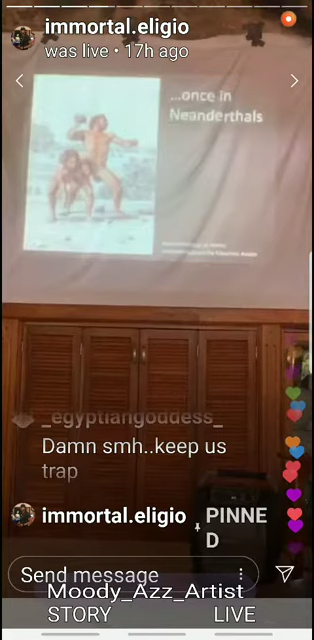 immortal.eligio
was live • 17h ago
...once in
Neanderthals
_egyptiangoddess_
Damn smh..keep us
trap
immortal.eligio PINNE
D
Send message
Moody_Azz_Artist
STORY LIVE